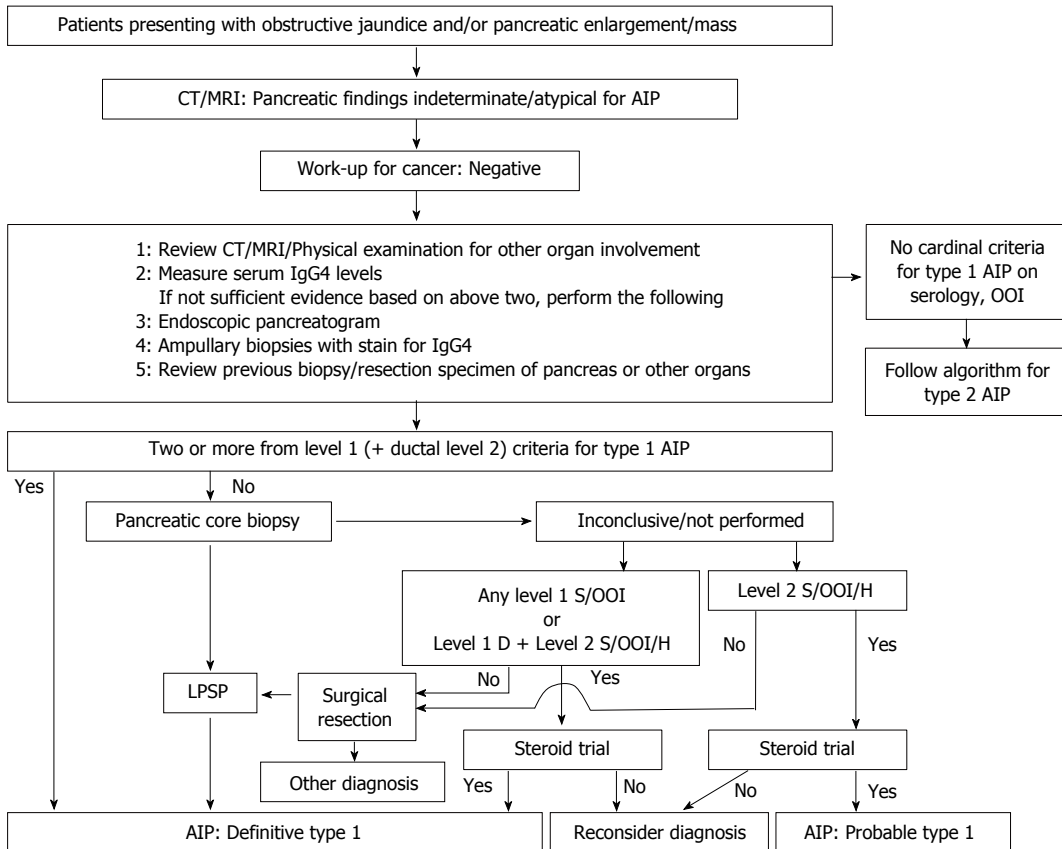 Patients presenting with obstructive jaundice and/or pancreatic enlargement/mass
CT/MRI: Pancreatic findings indeterminate/atypical for AIP
Work-up for cancer: Negative
1: Review CT/MRI/Physical examination for other organ involvement
2: Measure serum IgG4 levels
If not sufficient evidence based on above two, perform the following
3: Endoscopic pancreatogram
4: Ampullary biopsies with stain for IgG4
5: Review previous biopsy/resection specimen of pancreas or other organs
No cardinal criteria
for type 1 AIP on
serology, OOI
Follow algorithm for
type 2 AIP
Two or more from level 1 (+ ductal level 2) criteria for type 1 AIP
Yes
No
Pancreatic core biopsy
Inconclusive/not performed
Any level 1 S/OOI
or
Level 1 D + Level 2 S/OOI/H
Level 2 S/OOI/H
No
Yes
No
Yes
LPSP
Surgical
resection
Other diagnosis
Steroid trial
Steroid trial
Yes
No
No
Yes
AIP: Definitive type 1
Reconsider diagnosis
AIP: Probable type 1